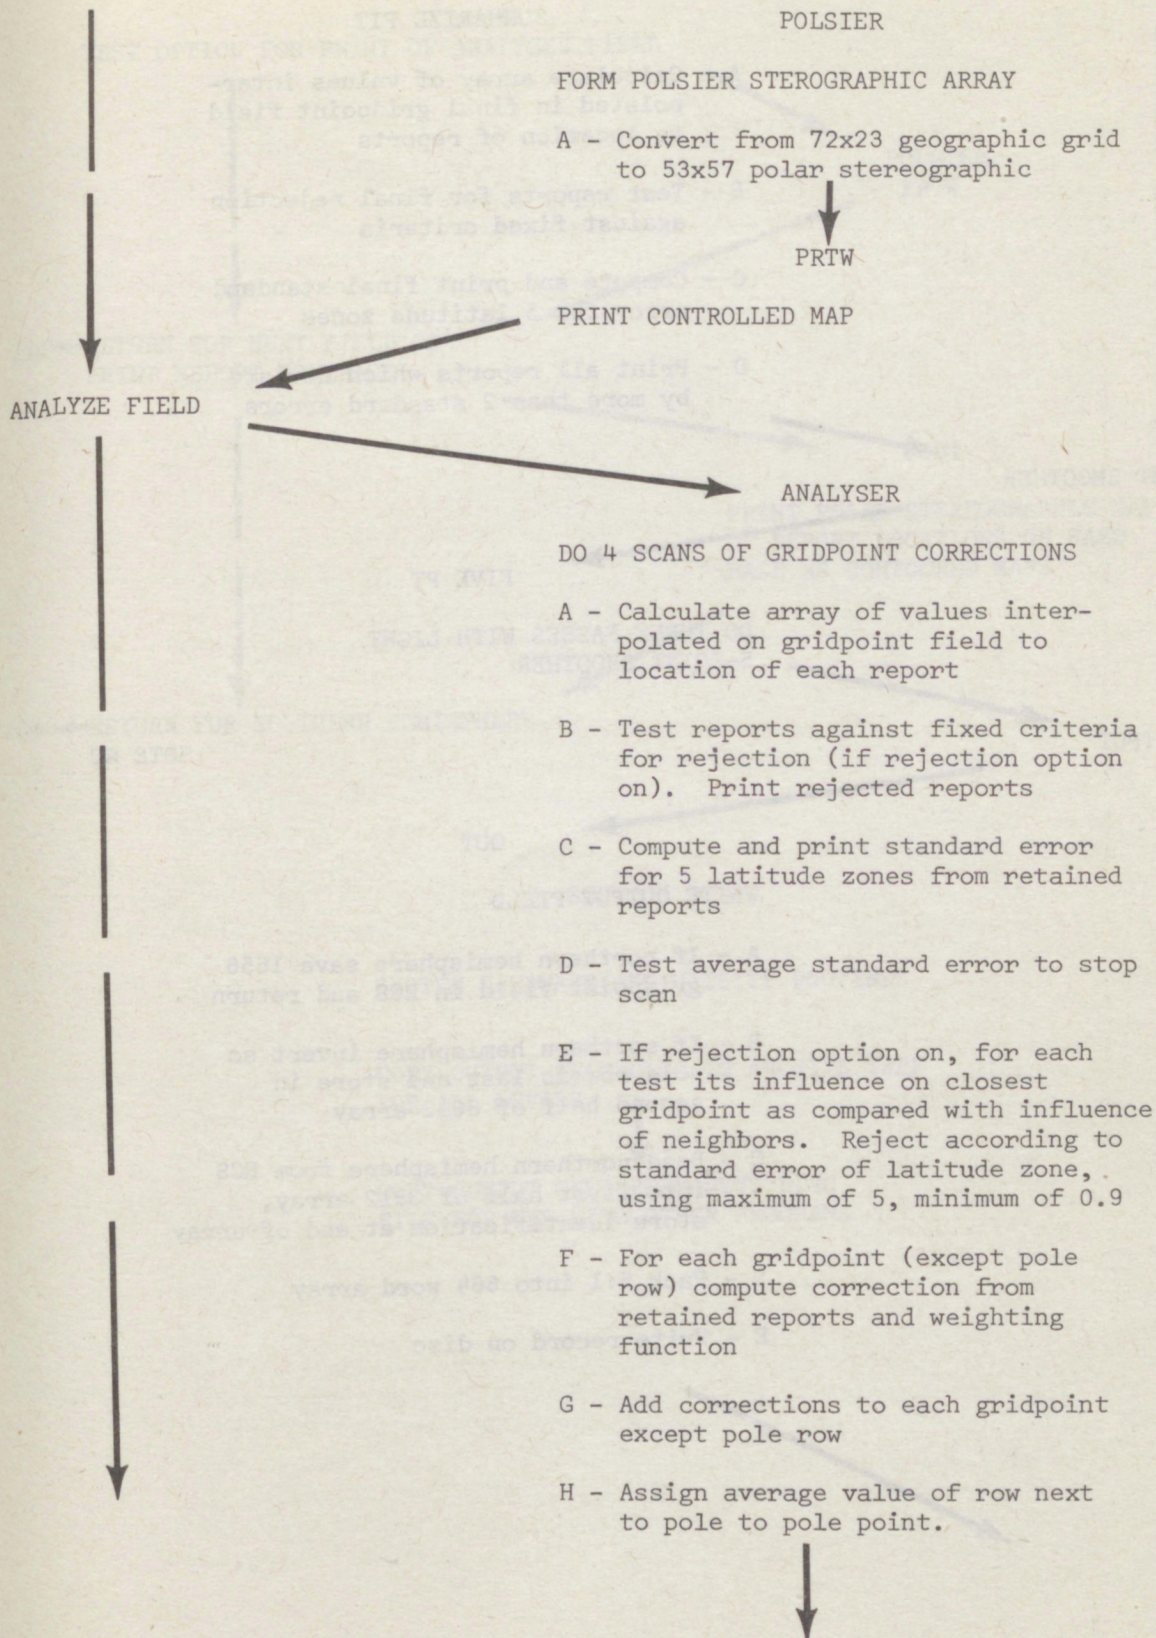 POLSIER
FORM POLSIER STEROGRAPHIC ARRAY
A - Convert from 72x23 geographic grid
to 53x57 polar stereographic
PRTW
PRINT CONTROLLED MAP
ANALYZE FIELD
ANALYSER
DO 4 SCANS OF GRIDPOINT CORRECTIONS
A - Calculate array of values inter-
polated on gridpoint field to
location of each report
B - Test reports against fixed criteria
for rejection (if rejection option
on). Print rejected reports
C - Compute and print standard error
for 5 latitude zones from retained
reports
D - Test average standard error to stop
scan
E - If rejection option on, for each
test its influence on closest
gridpoint as compared with influence
of neighbors. Reject according to
standard error of latitude zone,
using maximum of 5, minimum of 0.9
F - For each gridpoint (except pole
row) compute correction from
retained reports and weighting
function
G - Add corrections to each gridpoint
except pole row
H - Assign average value of row next
to pole to pole point.